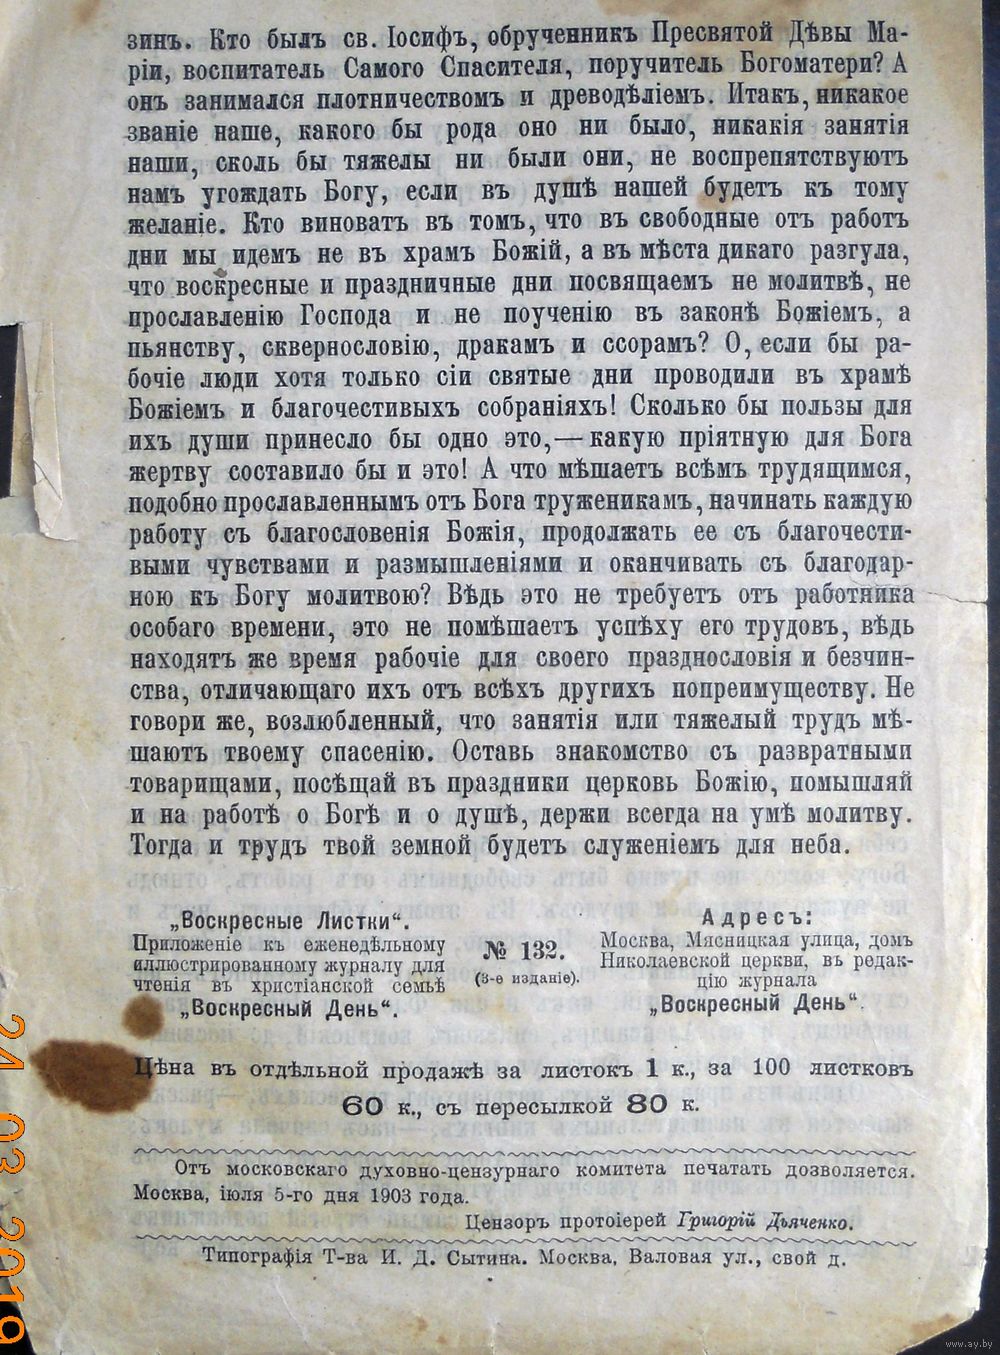 зинъ. Кто былъ св. Іосифъ, обрученникъ Пресвятой Дѣвы Ма-
ріи, воспитатель Самого Спасителя, поручитель Богоматери? А
онъ занимался плотничествомъ и древодѣліемъ. Итакъ, никакое
званіе наше, какого бы рода оно ни было, никакія занятія
наши, сколь бы тяжелы ни были они, не воспрепятствуютъ
намъ угождать Богу, если въ душѣ нашей будетъ къ тому
желаніе. Кто виноватъ въ томъ, что въ свободные отъ работъ
дни мы идемъ не въ храмъ Божій, а въ мѣста дикаго разгула,
что воскресные и праздничные дни посвящаемъ не молитвѣ, не
прославленію Господа и не поученію въ законѣ Божіемъ, а
пьянству, сквернословію, дракамъ и ссорамъ? О, если бы ра-
бочіе люди хотя только сіи святые дни проводили въ храмѣ
Божіемъ и благочестивыхъ собраніяхъ! Сколько бы пользы для
ихъ души принесло бы одно это,— какую пріятную для Бога
жертву составило бы и это! А что мѣшаетъ всѣмъ трудящимся,
подобно прославленнымъ отъ Бога труженикамъ, начинать каждую
работу съ благословенія Божія, продолжать ее съ благочести-
выми чувствами и размышленіями и оканчивать съ благодар-
ною къ Богу молитвою? Вѣдь это не требуетъ отъ работника
особаго времени, это не помѣшаетъ успѣху его трудовъ, вѣдь
находятъ же время рабочіе для своего празднословія и безчин-
ства, отличающаго ихъ отъ всѣхъ другихъ попреимуществу. Не
говори же, возлюбленный, что занятія или тяжелый трудъ мѣ-
шаютъ твоему спасенію. Оставь знакомство съ развратными
товарищами, посѣщай въ праздники церковь Божію, помышляй
и на работѣ о Богѣ и о душѣ, держи всегда на умѣ молитву.
Тогда и трудъ твой земной будетъ служеніемъ для неба.
„Воскресные Листки“.
Приложеніе къ еженедѣльному
иллюстрированному журналу для
чтенія въ христіанской семьѣ
„Воскресный День“.
№ 132.
(3-е изданіе).
Адресъ:
Москва, Мясницкая улица, домъ
Николаевской церкви, въ редак-
цію журнала
„Воскресный День“.
Цѣна въ отдѣльной продажѣ за листокъ 1 к., за 100 листковъ
60 к., съ пересылкой 80 к.
Отъ московскаго духовно-цензурнаго комитета печатать дозволяется.
Москва, іюля 5-го дня 1903 года.
Цензоръ протоіерей Григорій Дьяченко.
Типографія Т-ва И. Д. Сытина. Москва, Валовая ул., свой д.
24 03 2019
www.ay.by